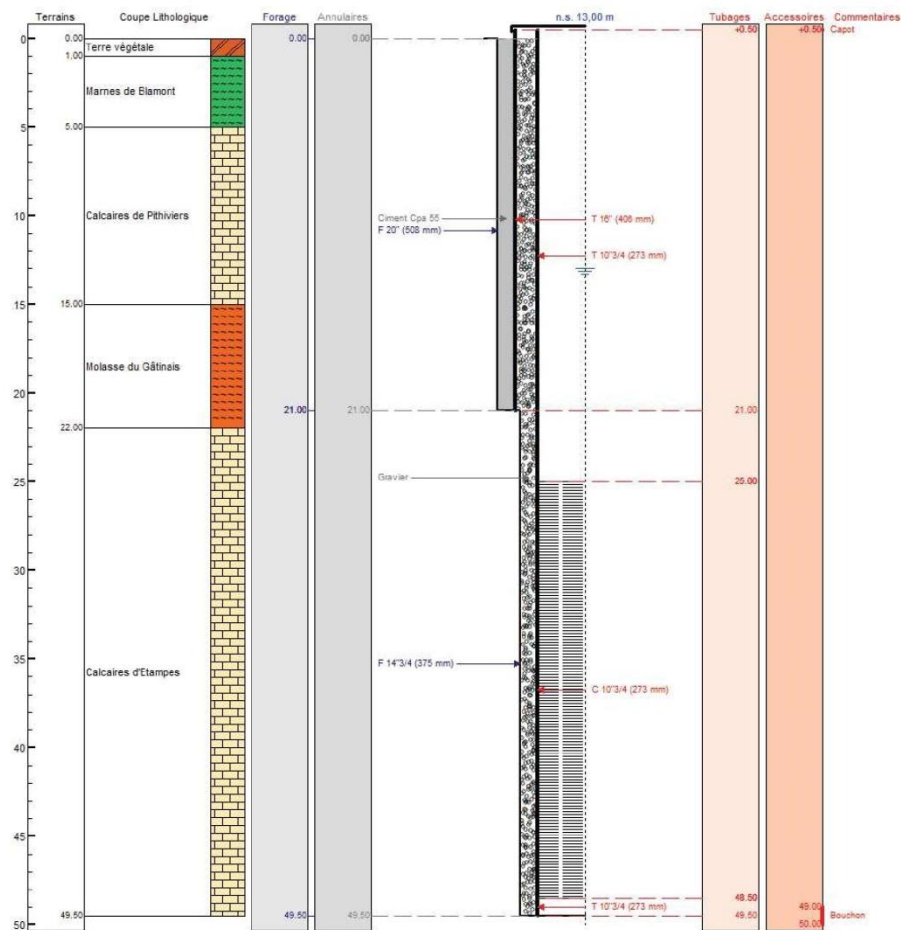 Terrains Coupe Lithologique Forage Annulaires n.s. 13,00 m Tubages Accessoires Commentaires
+0.50 +0.50 Capot
0 0.00 0.00 0.00
Terre végétale
1.00
Marnes de Blamont
5 5.00
Calcaires de Pithiviers
10
Ciment Cpa 55 T 16" (406 mm)
F 20" (508 mm)
T 10"3/4 (273 mm)
15 15.00
Molasse du Gâtinais
20
21.00 21.00 21.00
22.00
Gravier
25 25.00
30
F 14"3/4 (375 mm)
35
Calcaires d'Etampes
C 10"3/4 (273 mm)
40
45
48.50
T 10"3/4 (273 mm) 49.00
49.50 49.50 49.50 49.50 Bouchon
50 50.00